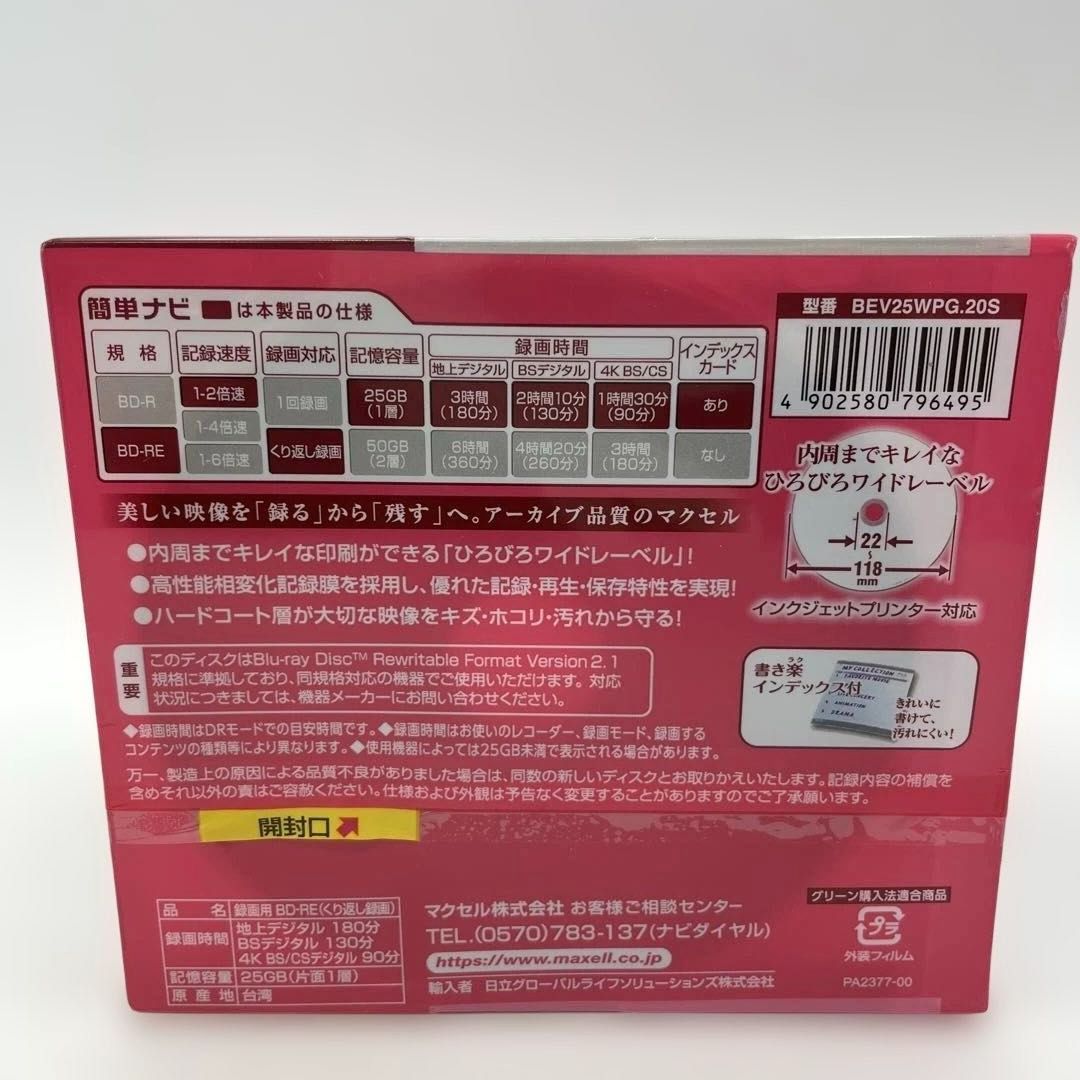 簡単ナビ ■は本製品の仕様
規格 記録速度 録画対応 記憶容量 録画時間 インデックスカード
地上デジタル BSデジタル 4K BS/CS
BD-R 1-2倍速 1回録画 25GB(1層) 3時間(180分) 2時間10分(130分) 1時間30分(90分) あり
1-4倍速
BD-RE 1-6倍速 くり返し録画 50GB(2層) 6時間(360分) 4時間20分(260分) 3時間(180分) なし
型番 BEV25WPG.20S
4 902580 796495
美しい映像を「録る」から「残す」へ。アーカイブ品質のマクセル
●内周までキレイな印刷ができる「ひろびろワイドレーベル」!
●高性能相変化記録膜を採用し、優れた記録・再生・保存特性を実現!
●ハードコート層が大切な映像をキズ・ホコリ・汚れから守る!
内周までキレイな
ひろびろワイドレーベル
22
~
118
mm
インクジェットプリンター対応
重要
このディスクはBlu-ray Disc™ Rewritable Format Version 2.1
規格に準拠しており、同規格対応の機器でご使用いただけます。対応
状況につきましては、機器メーカーにお問い合わせください。
ラク
書き楽
インデックス付
MY COLLECTION
FAVORITE MOVIE
ANIMATION
DRAMA
きれいに
書けて、
汚れにくい!
◆録画時間はDRモードでの目安時間です。◆録画時間はお使いのレコーダー、録画モード、録画する
コンテンツの種類等により異なります。◆使用機器によっては25GB未満で表示される場合があります。
万一、製造上の原因による品質不良がありました場合は、同数の新しいディスクとお取りかえいたします。記録内容の補償を
含めそれ以外の責はご容赦ください。仕様および外観は予告なく変更することがありますのでご了承願います。
開封口
品名 録画用 BD-RE(くり返し録画)
録画時間 地上デジタル 180分
BSデジタル 130分
4K BS/CSデジタル 90分
記憶容量 25GB(片面1層)
原産地 台湾
マクセル株式会社 お客様ご相談センター
TEL.(0570)783-137(ナビダイヤル)
https://www.maxell.co.jp
輸入者 日立グローバルライフソリューションズ株式会社
グリーン購入法適合商品
プラ
外装フィルム
PA2377-00